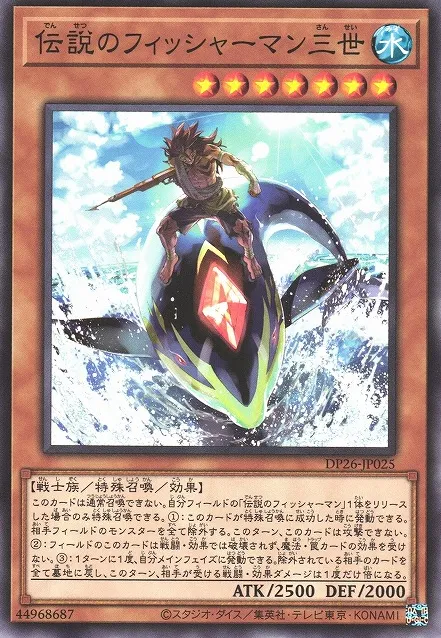 伝説のフィッシャーマン三世
水
DP26-JP025
【戦士族/特殊召喚/効果】
このカードは通常召喚できない。自分フィールドの「伝説のフィッシャーマン」1体をリリース
した場合のみ特殊召喚できる。①:このカードが特殊召喚に成功した時に発動できる。
相手フィールドのモンスターを全て除外する。このターン、このカードは攻撃できない。
②:フィールドのこのカードは戦闘・効果では破壊されず、魔法・罠カードの効果を受け
ない。③:1ターンに1度、自分メインフェイズに発動できる。除外されている相手のカードを
全て墓地に戻し、このターン、相手が受ける戦闘・効果ダメージは1度だけ倍になる。
ATK/2500 DEF/2000
44968687
©スタジオ・ダイス/集英社・テレビ東京・KONAMI